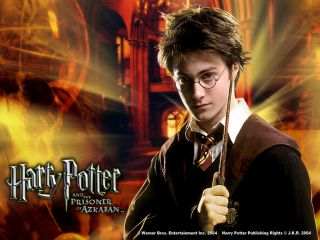 Harry Potter
AND THE
PRISONER
OF AZKABAN
Warner Bros. Entertainment Inc. 2004 Harry Potter Publishing Rights © J.K.R. 2004